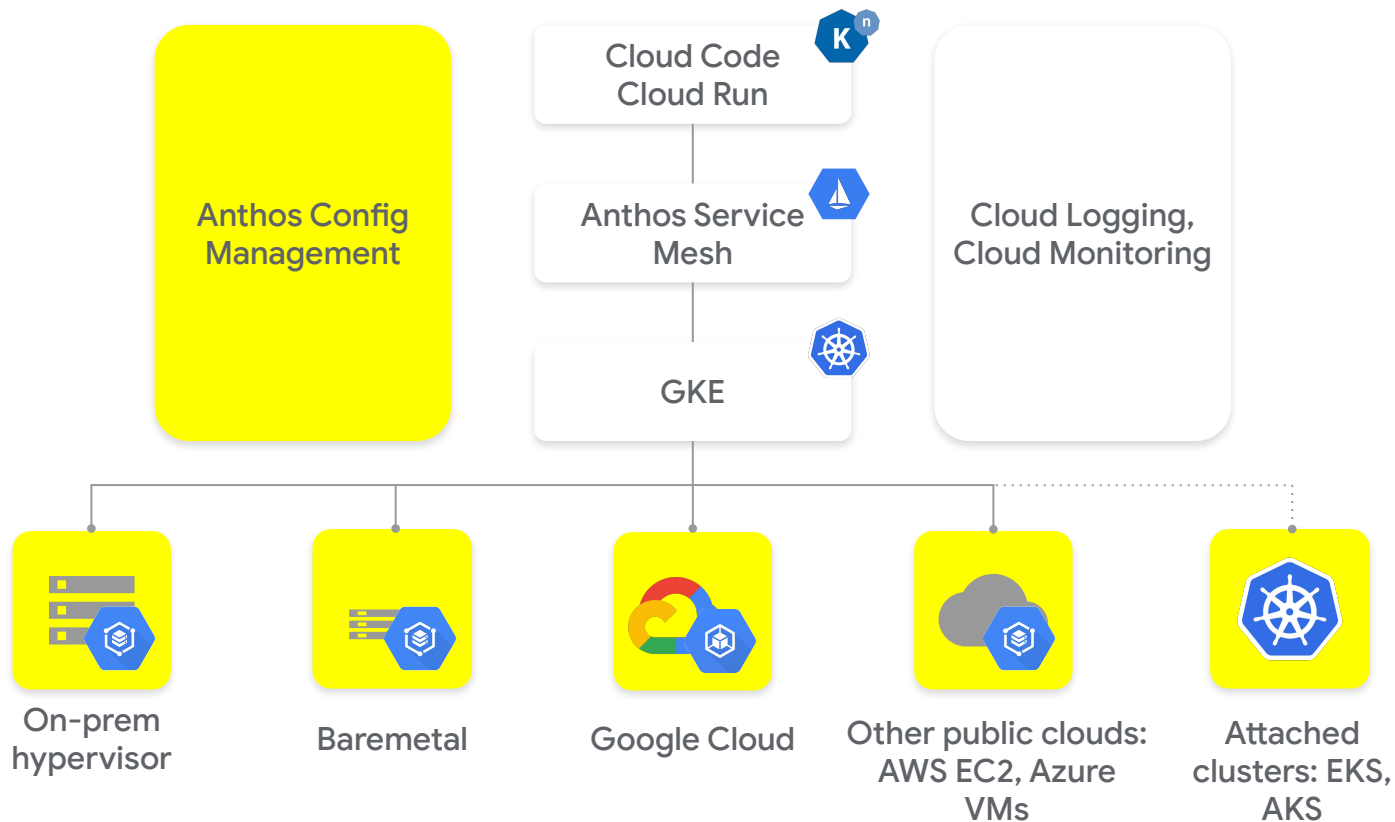 Cloud Code
Cloud Run
K
n
Anthos Config
Management
Anthos Service
Mesh
Cloud Logging,
Cloud Monitoring
GKE
On-prem
hypervisor
Baremetal
Google Cloud
Other public clouds:
AWS EC2, Azure
VMs
Attached
clusters: EKS,
AKS